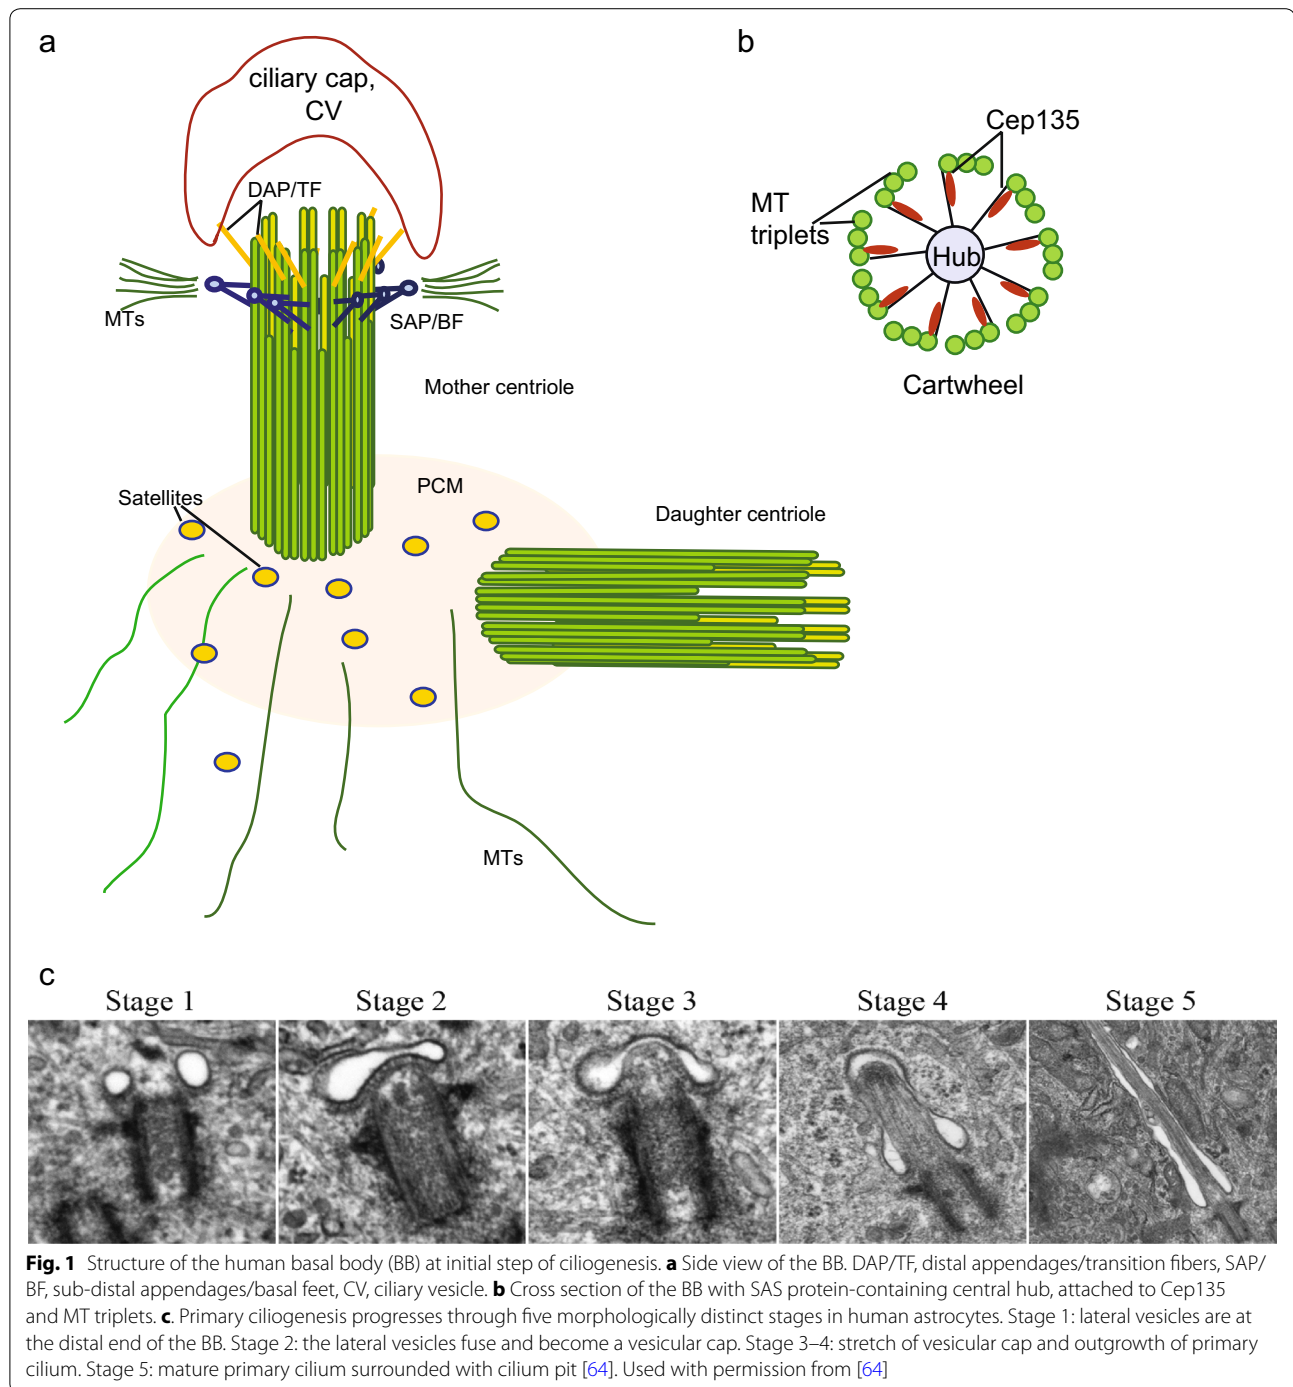 a
b
ciliary cap,
CV
DAP/TF
MTs
SAP/BF
Mother centriole
Satellites
PCM
Daughter centriole
MTs
Cep135
MT
triplets
Hub
Cartwheel
c
Stage 1
Stage 2
Stage 3
Stage 4
Stage 5
Fig. 1 Structure of the human basal body (BB) at initial step of ciliogenesis. a Side view of the BB. DAP/TF, distal appendages/transition fibers, SAP/
BF, sub-distal appendages/basal feet, CV, ciliary vesicle. b Cross section of the BB with SAS protein-containing central hub, attached to Cep135
and MT triplets. c. Primary ciliogenesis progresses through five morphologically distinct stages in human astrocytes. Stage 1: lateral vesicles are at
the distal end of the BB. Stage 2: the lateral vesicles fuse and become a vesicular cap. Stage 3–4: stretch of vesicular cap and outgrowth of primary
cilium. Stage 5: mature primary cilium surrounded with cilium pit [64]. Used with permission from [64]